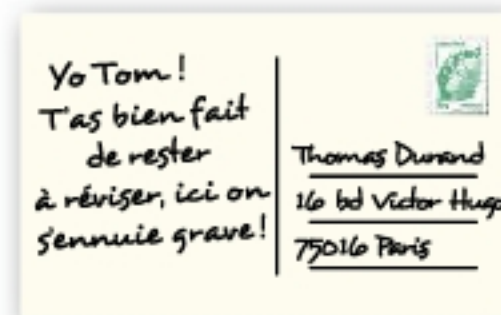 Yo Tom !
T'as bien fait
de rester
à réviser, ici on
s'ennuie grave !
Thomas Durand
16 bd Victor Hugo
75016 Paris